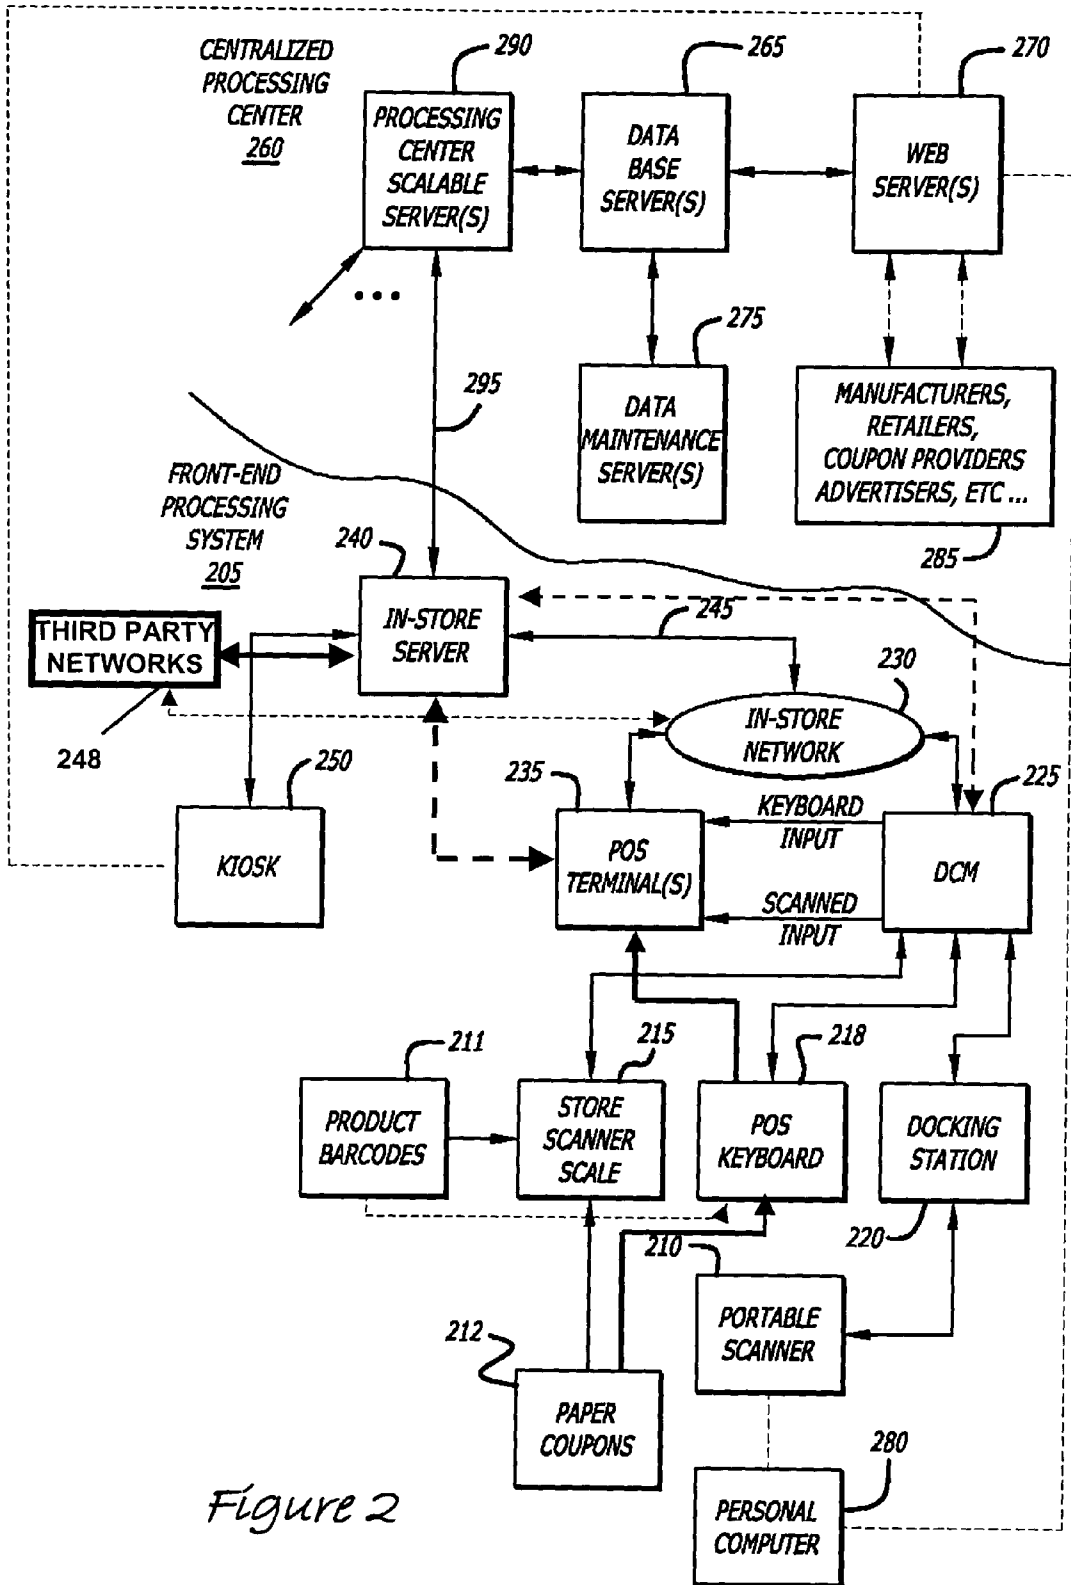 CENTRALIZED
PROCESSING
CENTER
260
290
PROCESSING
CENTER
SCALABLE
SERVER(S)
265
DATA
BASE
SERVER(S)
270
WEB
SERVER(S)
...
295
275
DATA
MAINTENANCE
SERVER(S)
MANUFACTURERS,
RETAILERS,
COUPON PROVIDERS
ADVERTISERS, ETC ...
285
FRONT-END
PROCESSING
SYSTEM
205
240
IN-STORE
SERVER
245
THIRD PARTY
NETWORKS
248
230
IN-STORE
NETWORK
250
KIOSK
235
POS
TERMINAL(S)
KEYBOARD
INPUT
SCANNED
INPUT
225
DCM
211
PRODUCT
BARCODES
215
STORE
SCANNER
SCALE
218
POS
KEYBOARD
DOCKING
STATION
220
210
PORTABLE
SCANNER
212
PAPER
COUPONS
280
PERSONAL
COMPUTER
Figure 2